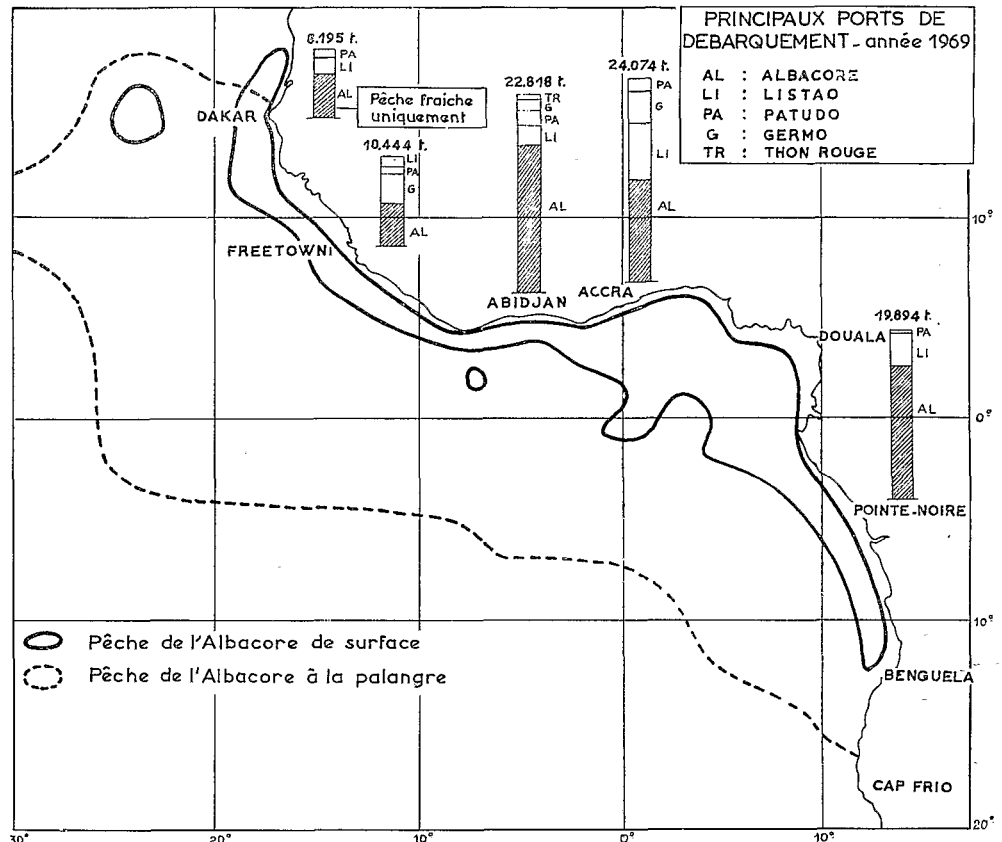 PRINCIPAUX PORTS DE
DEBARQUEMENT - année 1969
AL : ALBACORE
LI : LISTAO
PA : PATUDO
G : GERMO
TR : THON ROUGE
6.195 t.
PA
LI
AL
Pêche fraiche
uniquement
DAKAR
10.444 t.
LI
PA
G
AL
FREETOWN
22.818 t.
TR
G
PA
LI
AL
ABIDJAN
24.074 t.
PA
G
LI
AL
ACCRA
DOUALA
19.894 t.
PA
LI
AL
POINTE-NOIRE
10°
0°
10°
20°
BENGUELA
CAP FRIO
Pêche de l'Albacore de surface
Pêche de l'Albacore à la palangre
30°
20°
10°
0°
10°